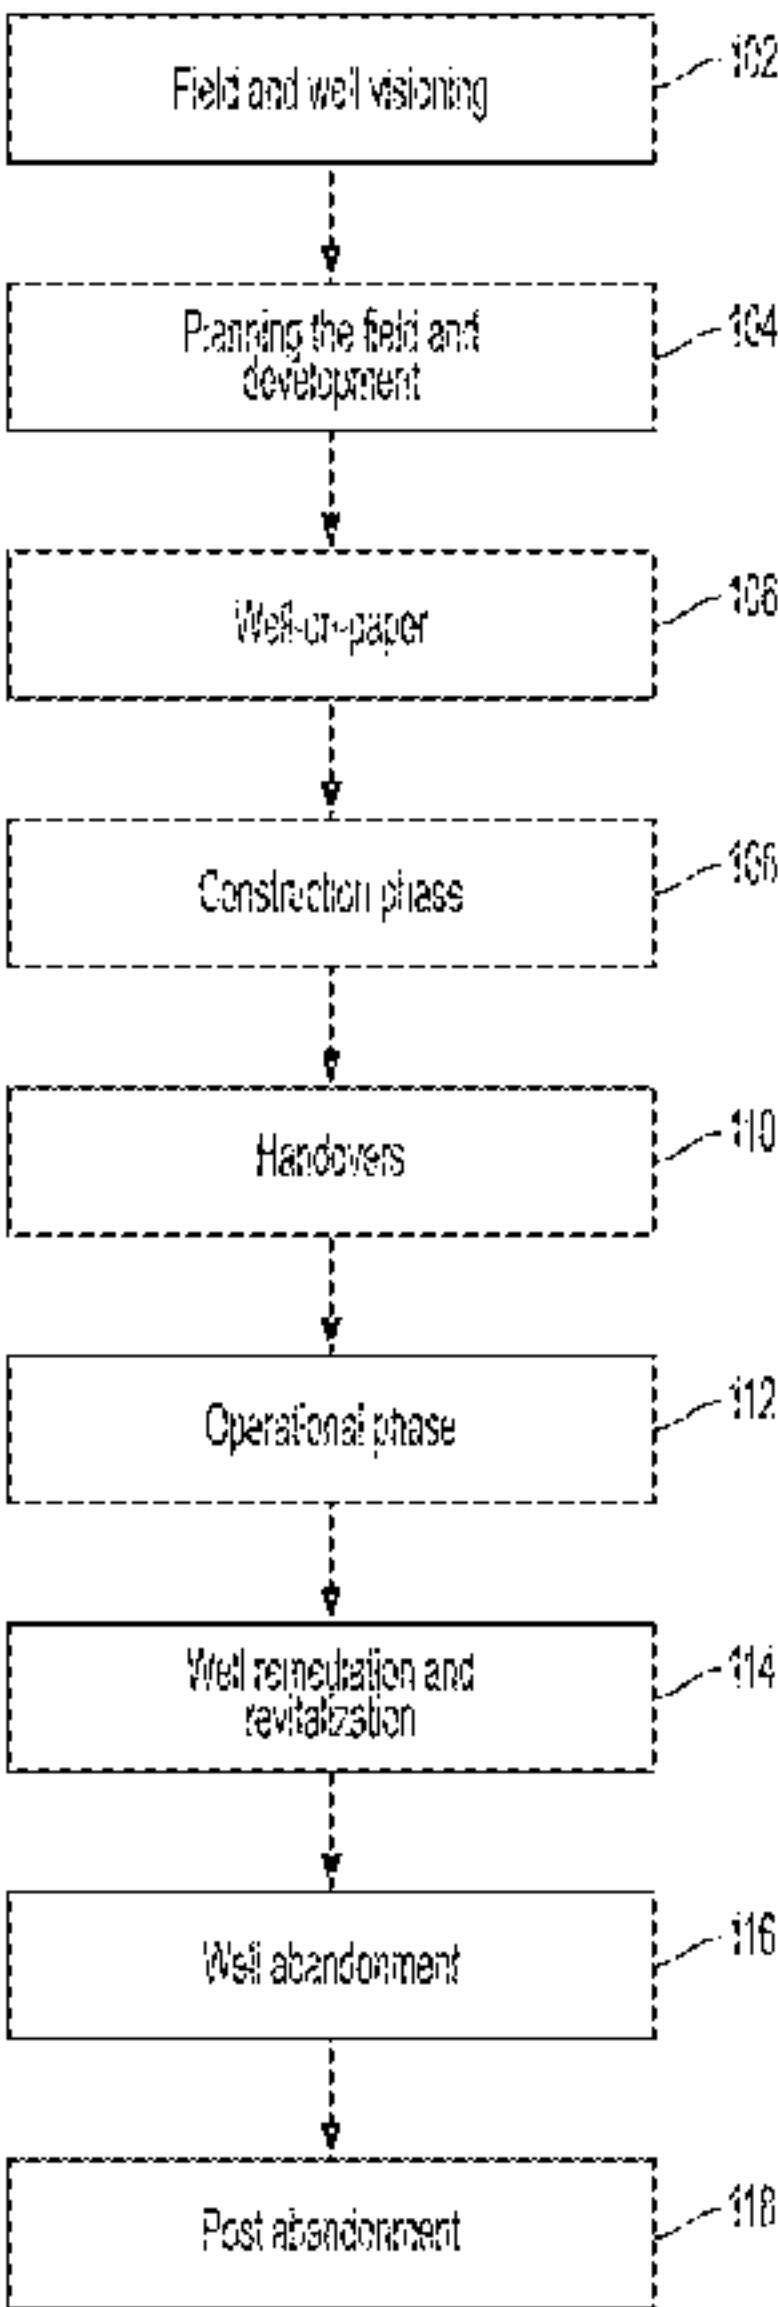 Field and well visioning
102
Planning the field and
development
104
Well-on-paper
106
Construction phase
108
Handovers
110
Operational phase
112
Well remediation and
revitalization
114
Well abandonment
116
Post abandonment
118